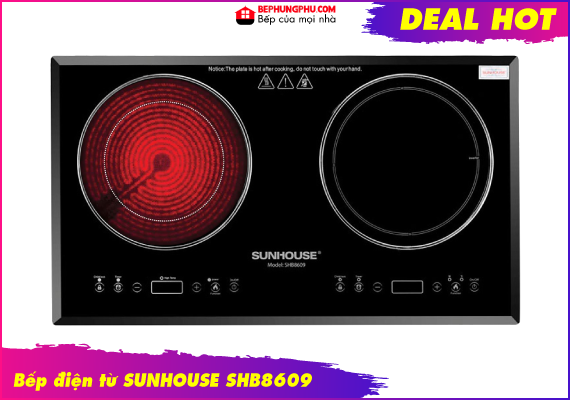 BEPHUNGPHU.COM
Bếp của mọi nhà
DEAL HOT
Notice:The plate is hot after cooking, do not touch with your hand.
SUNHOUSE
SUNHOUSE®
Model: SHB8609
Bếp điện từ SUNHOUSE SHB8609